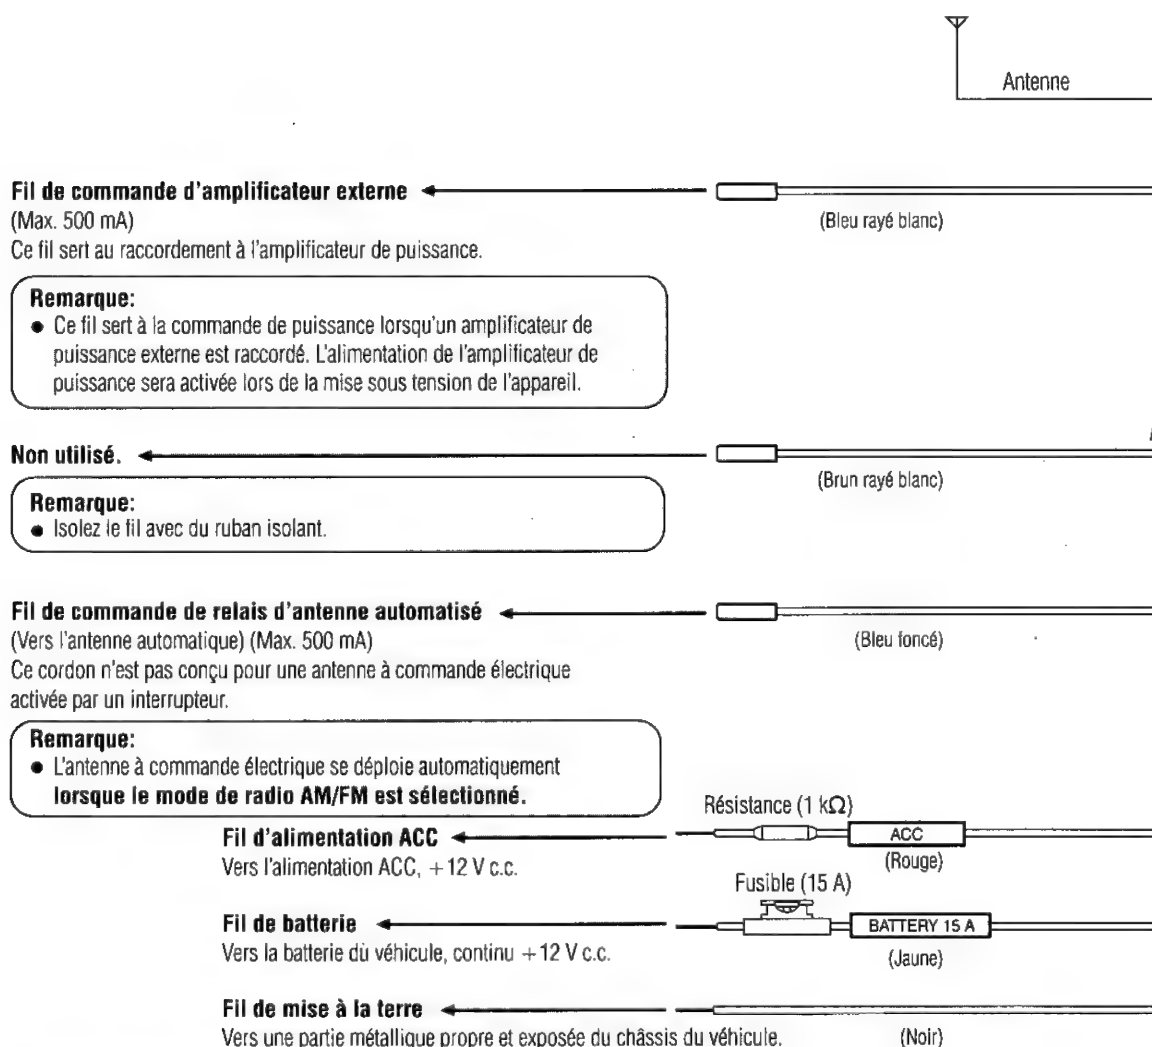 Antenne
Fil de commande d'amplificateur externe
(Max. 500 mA)
(Bleu rayé blanc)
Ce fil sert au raccordement à l'amplificateur de puissance.
Remarque:
● Ce fil sert à la commande de puissance lorsqu'un amplificateur de
puissance externe est raccordé. L'alimentation de l'amplificateur de
puissance sera activée lors de la mise sous tension de l'appareil.
Non utilisé.
(Brun rayé blanc)
Remarque:
● Isolez le fil avec du ruban isolant.
Fil de commande de relais d'antenne automatisé
(Vers l'antenne automatique) (Max. 500 mA)
(Bleu foncé)
Ce cordon n'est pas conçu pour une antenne à commande électrique
activée par un interrupteur.
Remarque:
● L'antenne à commande électrique se déploie automatiquement
lorsque le mode de radio AM/FM est sélectionné.
Résistance (1 kΩ)
Fil d'alimentation ACC
ACC
Vers l'alimentation ACC, +12 V c.c.
(Rouge)
Fusible (15 A)
Fil de batterie
BATTERY 15 A
Vers la batterie du véhicule, continu +12 V c.c.
(Jaune)
Fil de mise à la terre
Vers une partie métallique propre et exposée du châssis du véhicule.
(Noir)